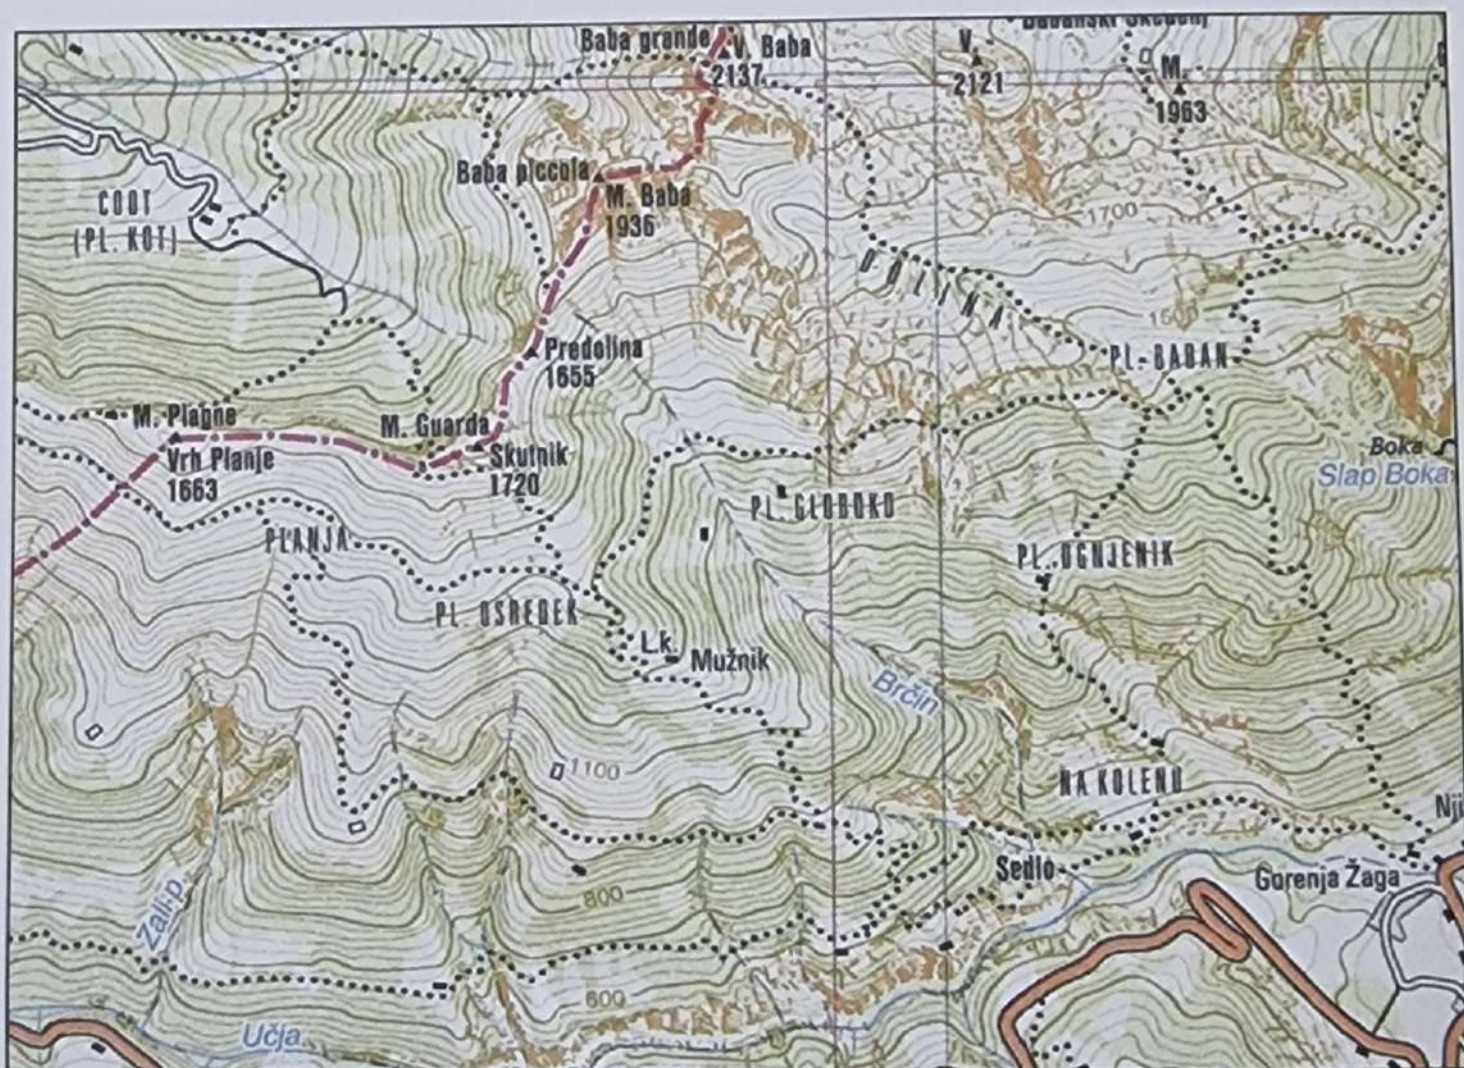 Baba grande
V. Baba
2137
V.
2121
M.
1963
Baba piccola
M. Baba
1936
COOT
(PL. KOT)
1700
DOLINA
Predolina
1655
PL. BABAN
M. Plagne
Vrh Planje
1663
M. Guarda
Skutnik
1720
Boka
Slap Boka
PL. GLOBOKO
PLANJA
PL. OGNJENIK
PL. OSREDEK
L.k.
Mužnik
Brčin
1100
NA KOLENU
Sedlo
Gorenja Žaga
800
Zalip.
600
Učja